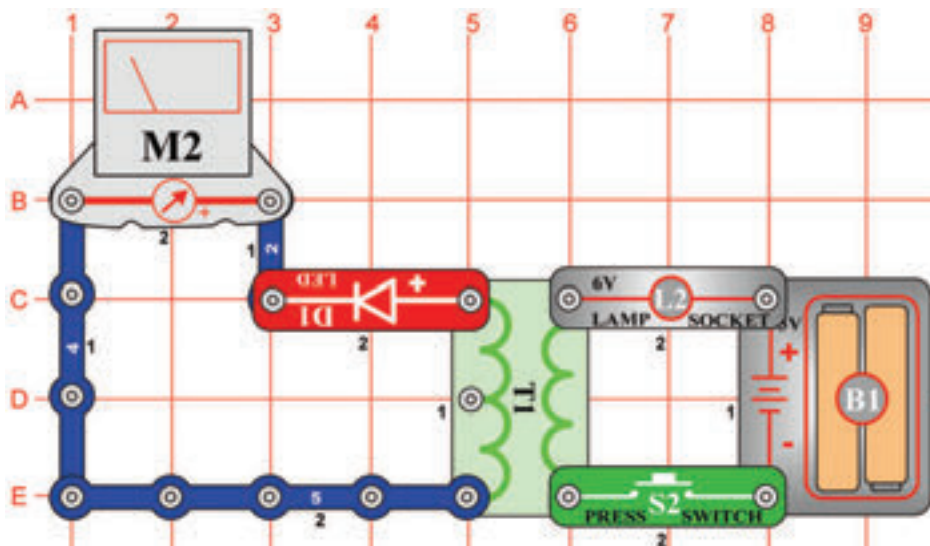 1 2 3 4 5 6 7 8 9
A
M2
B
+
2
1
2
C
LED
D1
+
2
6V
L2
LAMP SOCKET
2
3V
+
4
1
D
1
T1
1
B1
-
E
5
2
S2
PRESS SWITCH
2